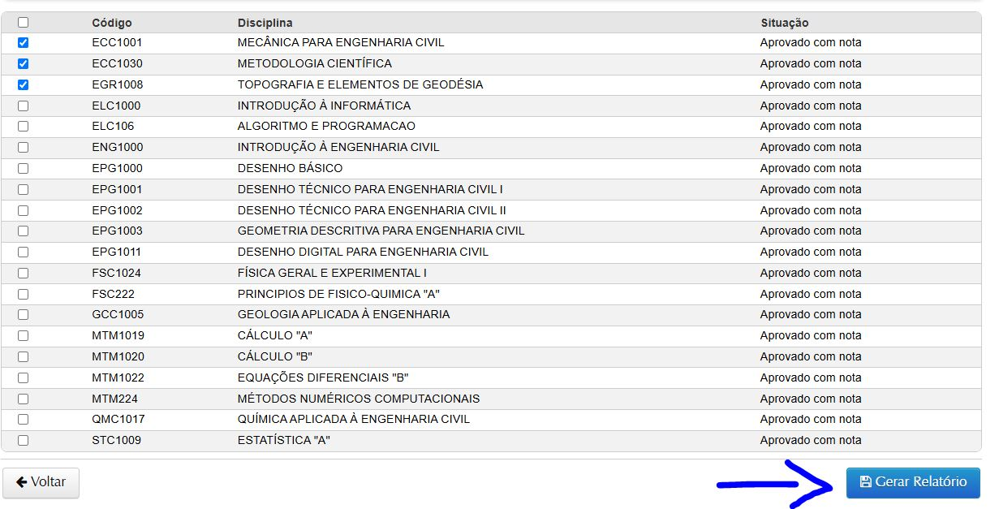 Código Disciplina Situação
ECC1001 MECÂNICA PARA ENGENHARIA CIVIL Aprovado com nota
ECC1030 METODOLOGIA CIENTÍFICA Aprovado com nota
EGR1008 TOPOGRAFIA E ELEMENTOS DE GEODÉSIA Aprovado com nota
ELC1000 INTRODUÇÃO À INFORMÁTICA Aprovado com nota
ELC106 ALGORITMO E PROGRAMACAO Aprovado com nota
ENG1000 INTRODUÇÃO À ENGENHARIA CIVIL Aprovado com nota
EPG1000 DESENHO BÁSICO Aprovado com nota
EPG1001 DESENHO TÉCNICO PARA ENGENHARIA CIVIL I Aprovado com nota
EPG1002 DESENHO TÉCNICO PARA ENGENHARIA CIVIL II Aprovado com nota
EPG1003 GEOMETRIA DESCRITIVA PARA ENGENHARIA CIVIL Aprovado com nota
EPG1011 DESENHO DIGITAL PARA ENGENHARIA CIVIL Aprovado com nota
FSC1024 FÍSICA GERAL E EXPERIMENTAL I Aprovado com nota
FSC222 PRINCIPIOS DE FISICO-QUIMICA "A" Aprovado com nota
GCC1005 GEOLOGIA APLICADA À ENGENHARIA Aprovado com nota
MTM1019 CÁLCULO "A" Aprovado com nota
MTM1020 CÁLCULO "B" Aprovado com nota
MTM1022 EQUAÇÕES DIFERENCIAIS "B" Aprovado com nota
MTM224 MÉTODOS NUMÉRICOS COMPUTACIONAIS Aprovado com nota
QMC1017 QUÍMICA APLICADA À ENGENHARIA CIVIL Aprovado com nota
STC1009 ESTATÍSTICA "A" Aprovado com nota
Voltar Gerar Relatório